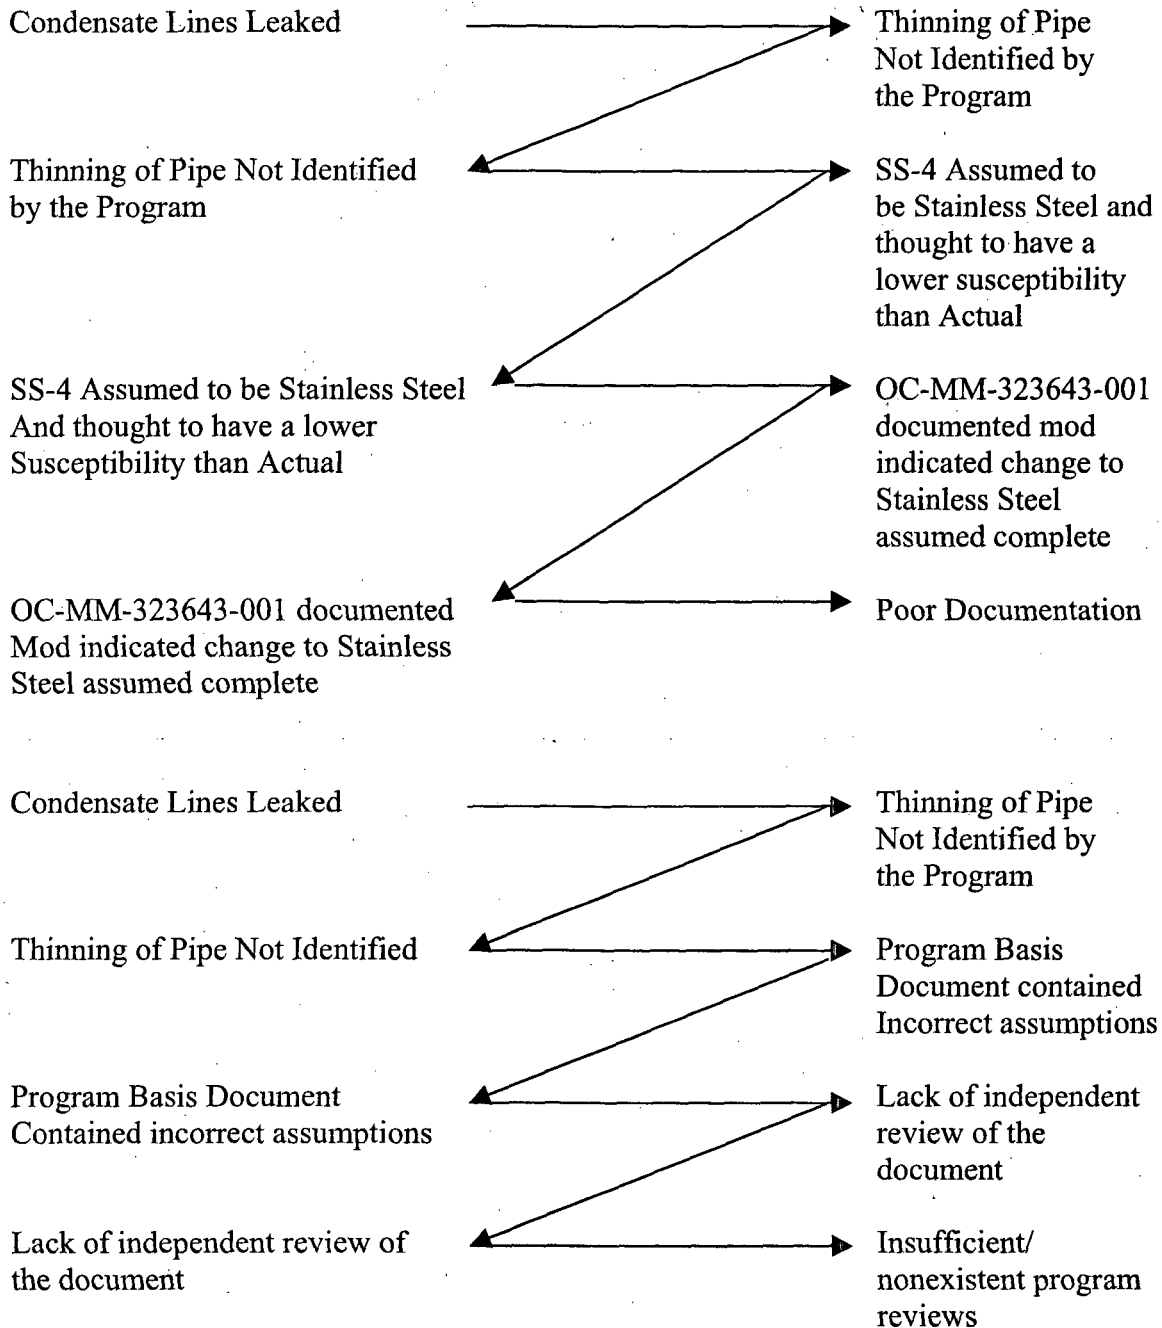 Condensate Lines Leaked
Thinning of Pipe
Not Identified by
the Program
Thinning of Pipe Not Identified
by the Program
SS-4 Assumed to
be Stainless Steel and
thought to have a
lower susceptibility
than Actual
SS-4 Assumed to be Stainless Steel
And thought to have a lower
Susceptibility than Actual
OC-MM-323643-001
documented mod
indicated change to
Stainless Steel
assumed complete
OC-MM-323643-001 documented
Mod indicated change to Stainless
Steel assumed complete
Poor Documentation
Condensate Lines Leaked
Thinning of Pipe
Not Identified by
the Program
Thinning of Pipe Not Identified
Program Basis
Document contained
Incorrect assumptions
Program Basis Document
Contained incorrect assumptions
Lack of independent
review of the
document
Lack of independent review of
the document
Insufficient/
nonexistent program
reviews